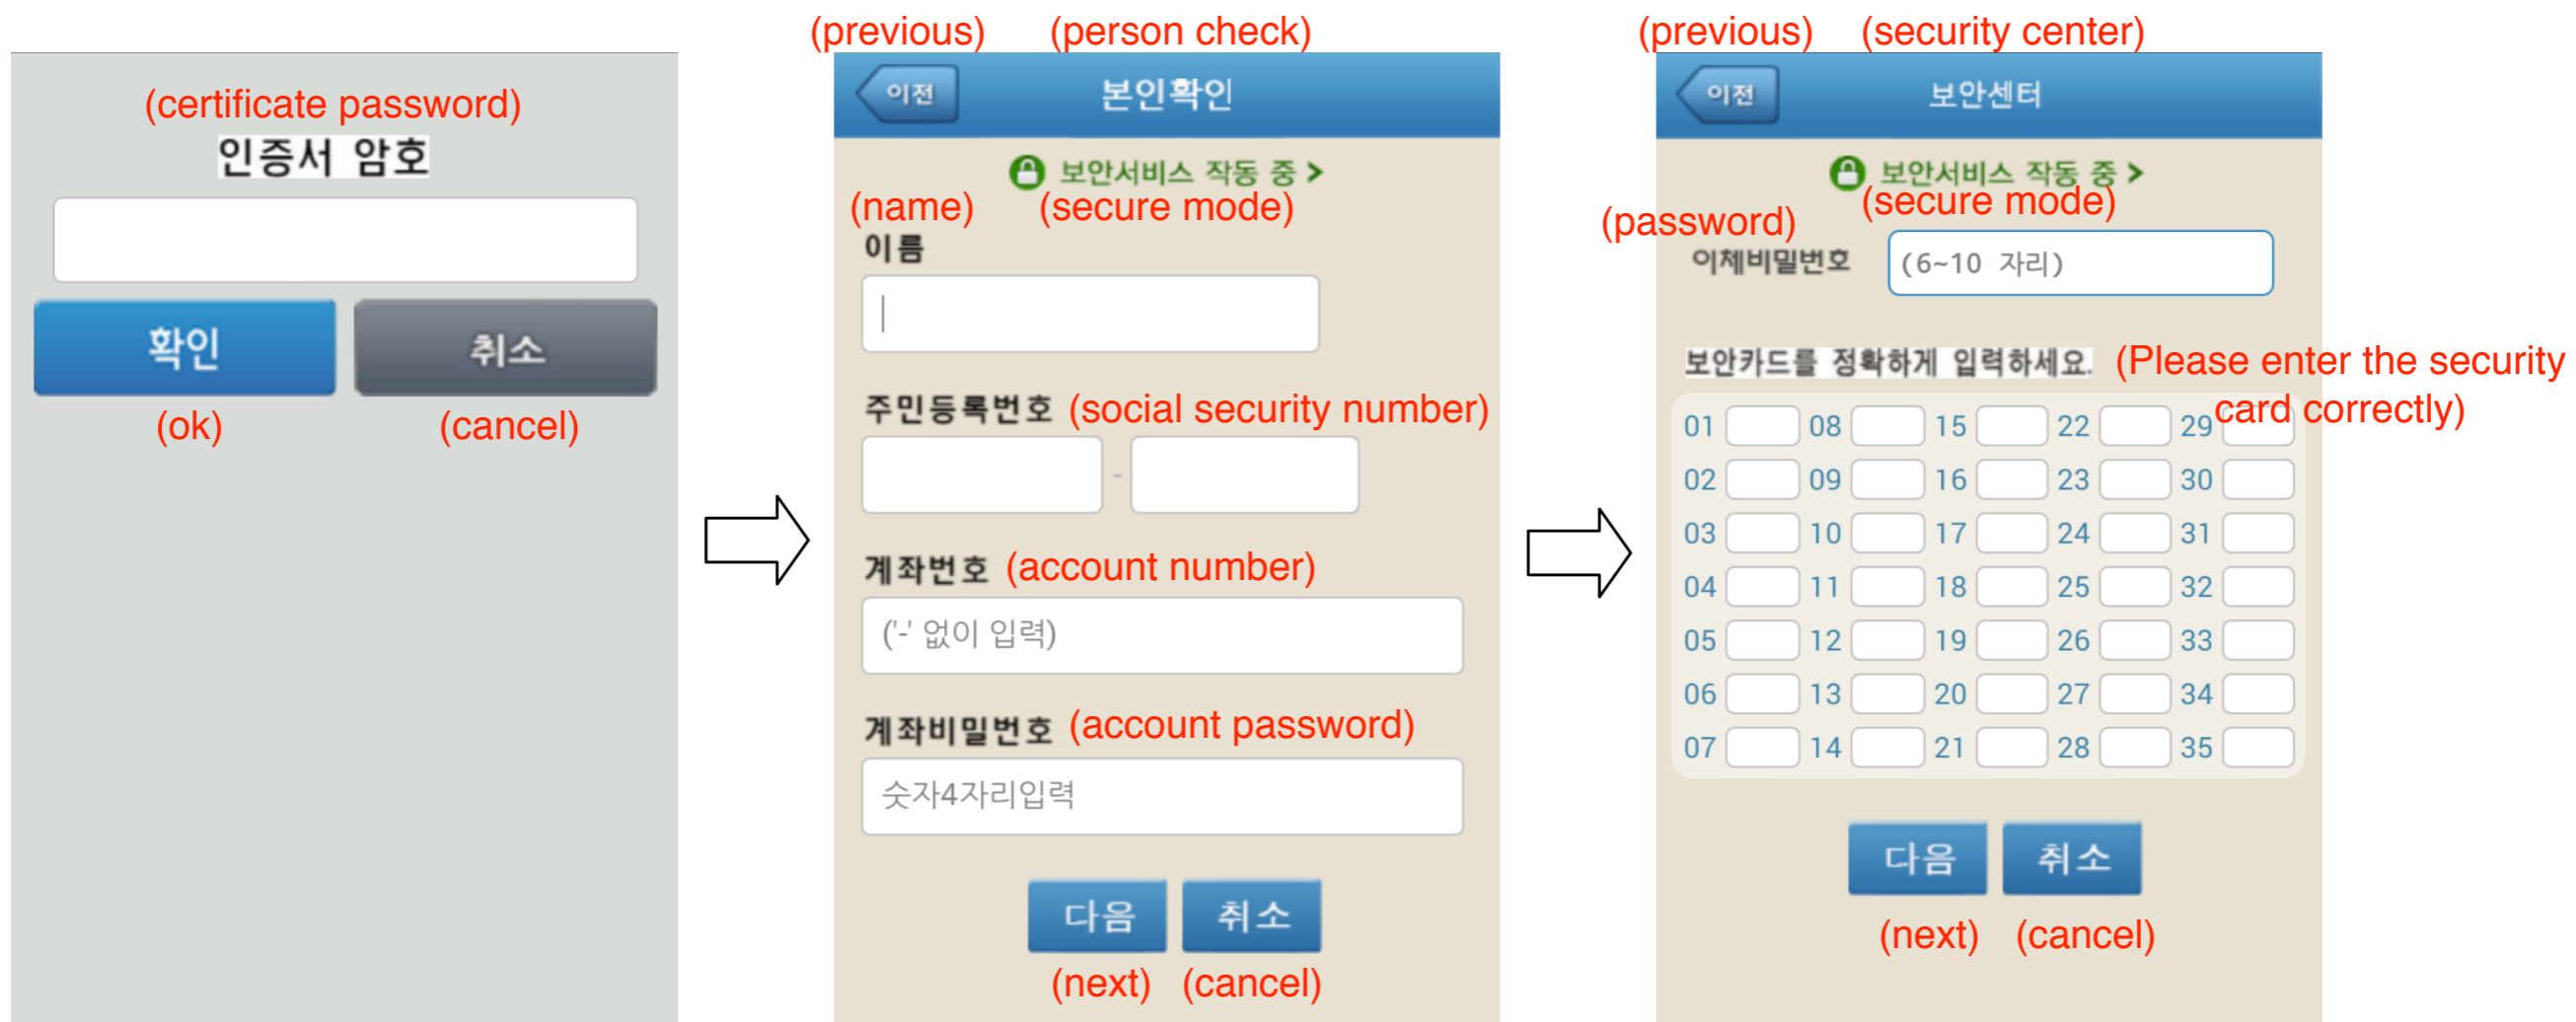 (certificate password)
인증서 암호
확인 취소
(ok) (cancel)
(previous) (person check)
이전 본인확인
보안서비스 작동 중 >
(name) (secure mode)
이름
주민등록번호 (social security number)
-
계좌번호 (account number)
('-' 없이 입력)
계좌비밀번호 (account password)
숫자4자리입력
다음 취소
(next) (cancel)
(previous) (security center)
이전 보안센터
보안서비스 작동 중 >
(password) (secure mode)
이체비밀번호 (6~10 자리)
보안카드를 정확하게 입력하세요. (Please enter the security
card correctly)
01 08 15 22 29
02 09 16 23 30
03 10 17 24 31
04 11 18 25 32
05 12 19 26 33
06 13 20 27 34
07 14 21 28 35
다음 취소
(next) (cancel)